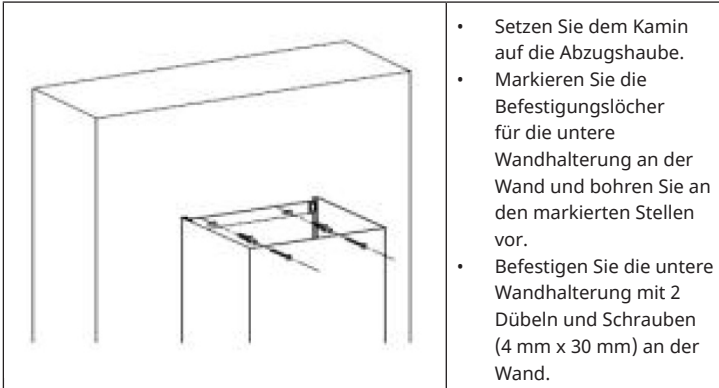 • Setzen Sie dem Kamin
auf die Abzugshaube.
• Markieren Sie die
Befestigungslöcher
für die untere
Wandhalterung an der
Wand und bohren Sie an
den markierten Stellen
vor.
• Befestigen Sie die untere
Wandhalterung mit 2
Dübeln und Schrauben
(4 mm x 30 mm) an der
Wand.